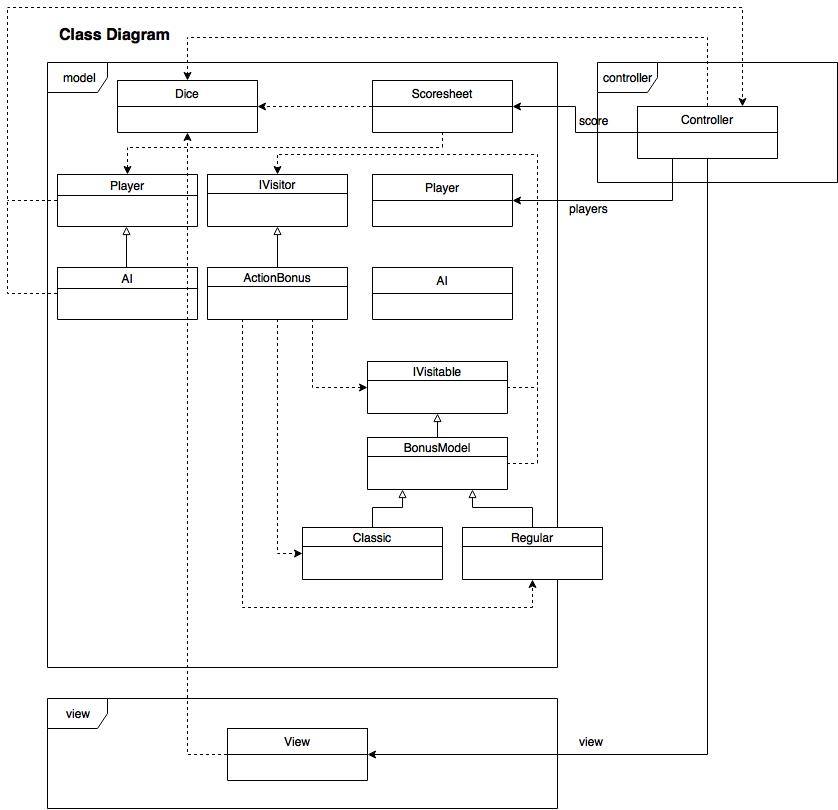 Class Diagram
model
controller
Dice
Scoresheet
Controller
score
Player
IVisitor
Player
players
AI
ActionBonus
AI
IVisitable
BonusModel
Classic
Regular
view
View
view